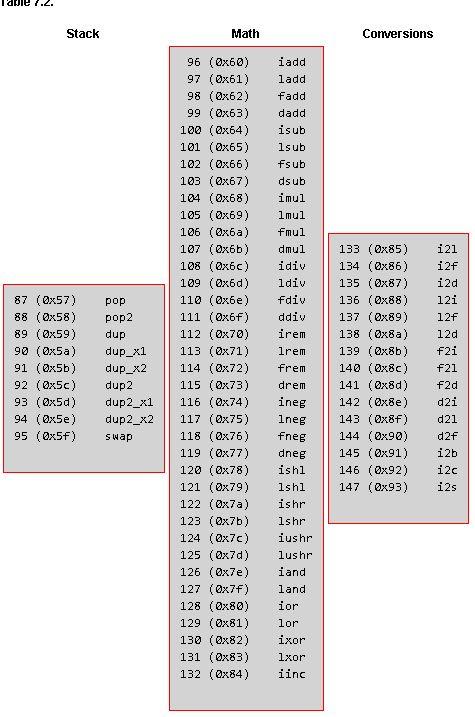 Table 7.2.
Stack
87 (0x57) pop
88 (0x58) pop2
89 (0x59) dup
90 (0x5a) dup_x1
91 (0x5b) dup_x2
92 (0x5c) dup2
93 (0x5d) dup2_x1
94 (0x5e) dup2_x2
95 (0x5f) swap
Math
96 (0x60) iadd
97 (0x61) ladd
98 (0x62) fadd
99 (0x63) dadd
100 (0x64) isub
101 (0x65) lsub
102 (0x66) fsub
103 (0x67) dsub
104 (0x68) imul
105 (0x69) lmul
106 (0x6a) fmul
107 (0x6b) dmul
108 (0x6c) idiv
109 (0x6d) ldiv
110 (0x6e) fdiv
111 (0x6f) ddiv
112 (0x70) irem
113 (0x71) lrem
114 (0x72) frem
115 (0x73) drem
116 (0x74) ineg
117 (0x75) lneg
118 (0x76) fneg
119 (0x77) dneg
120 (0x78) ishl
121 (0x79) lshl
122 (0x7a) ishr
123 (0x7b) lshr
124 (0x7c) iushr
125 (0x7d) lushr
126 (0x7e) iand
127 (0x7f) land
128 (0x80) ior
129 (0x81) lor
130 (0x82) ixor
131 (0x83) lxor
132 (0x84) iinc
Conversions
133 (0x85) i2l
134 (0x86) i2f
135 (0x87) i2d
136 (0x88) l2i
137 (0x89) l2f
138 (0x8a) l2d
139 (0x8b) f2i
140 (0x8c) f2l
141 (0x8d) f2d
142 (0x8e) d2i
143 (0x8f) d2l
144 (0x90) d2f
145 (0x91) i2b
146 (0x92) i2c
147 (0x93) i2s